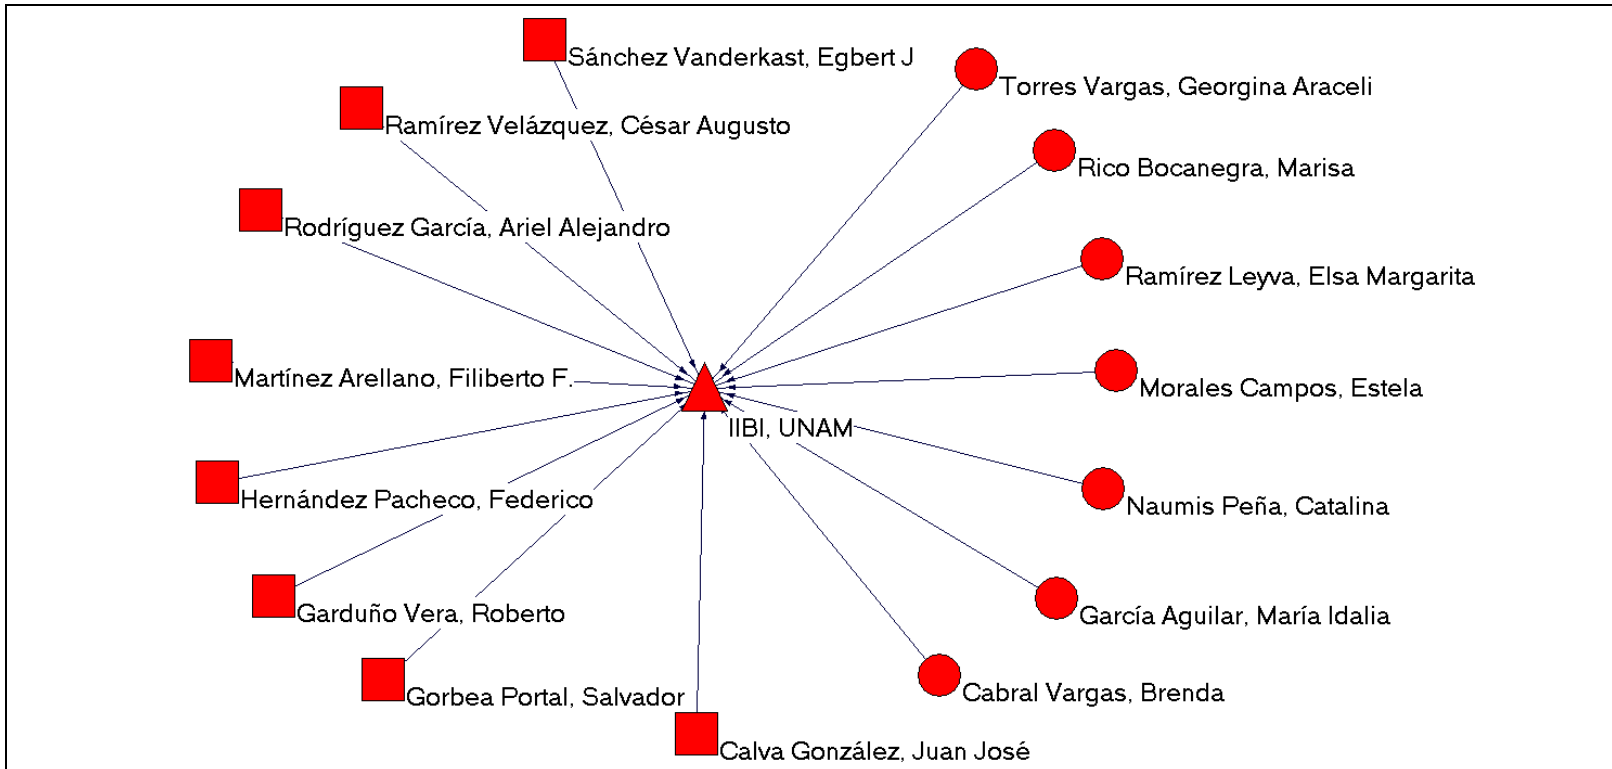 Sánchez Vanderkast, Egbert J
Torres Vargas, Georgina Araceli
Ramírez Velázquez, César Augusto
Rico Bocanegra, Marisa
Rodríguez García, Ariel Alejandro
Ramírez Leyva, Elsa Margarita
Martínez Arellano, Filiberto F.
Morales Campos, Estela
IIBI, UNAM
Hernández Pacheco, Federico
Naumis Peña, Catalina
Garduño Vera, Roberto
García Aguilar, María Idalia
Gorbea Portal, Salvador
Cabral Vargas, Brenda
Calva González, Juan José